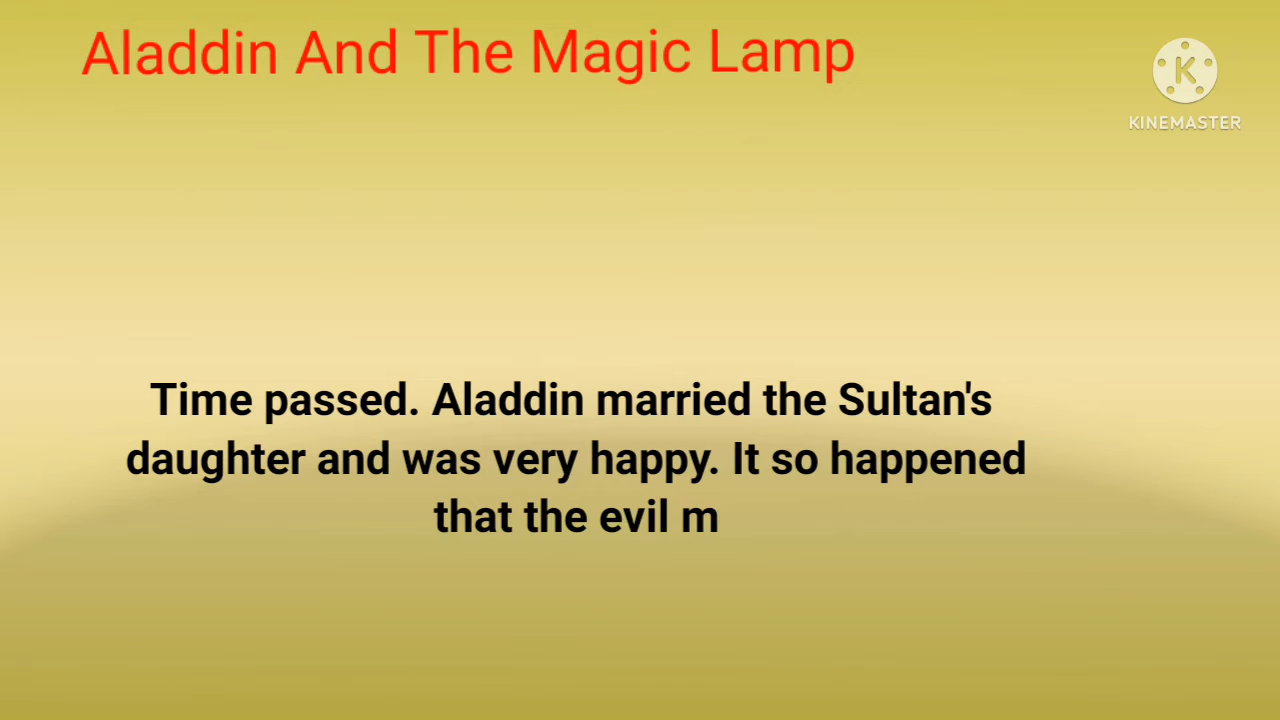 Aladdin And The Magic Lamp
K
KINEMASTER
Time passed. Aladdin married the Sultan's
daughter and was very happy. It so happened
that the evil m